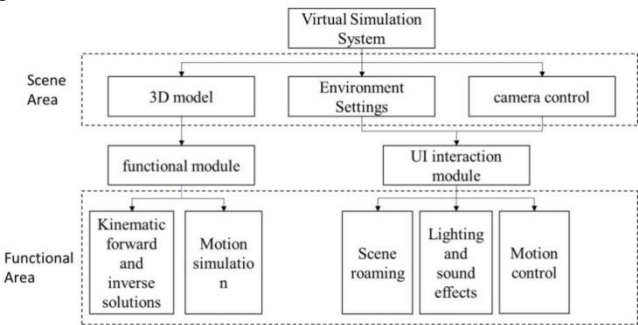 Virtual Simulation
System
Scene
Area
3D model
Environment
Settings
camera control
functional module
UI interaction
module
Functional
Area
Kinematic
forward
and
inverse
solutions
Motion
simulatio
n
Scene
roaming
Lighting
and
sound
effects
Motion
control